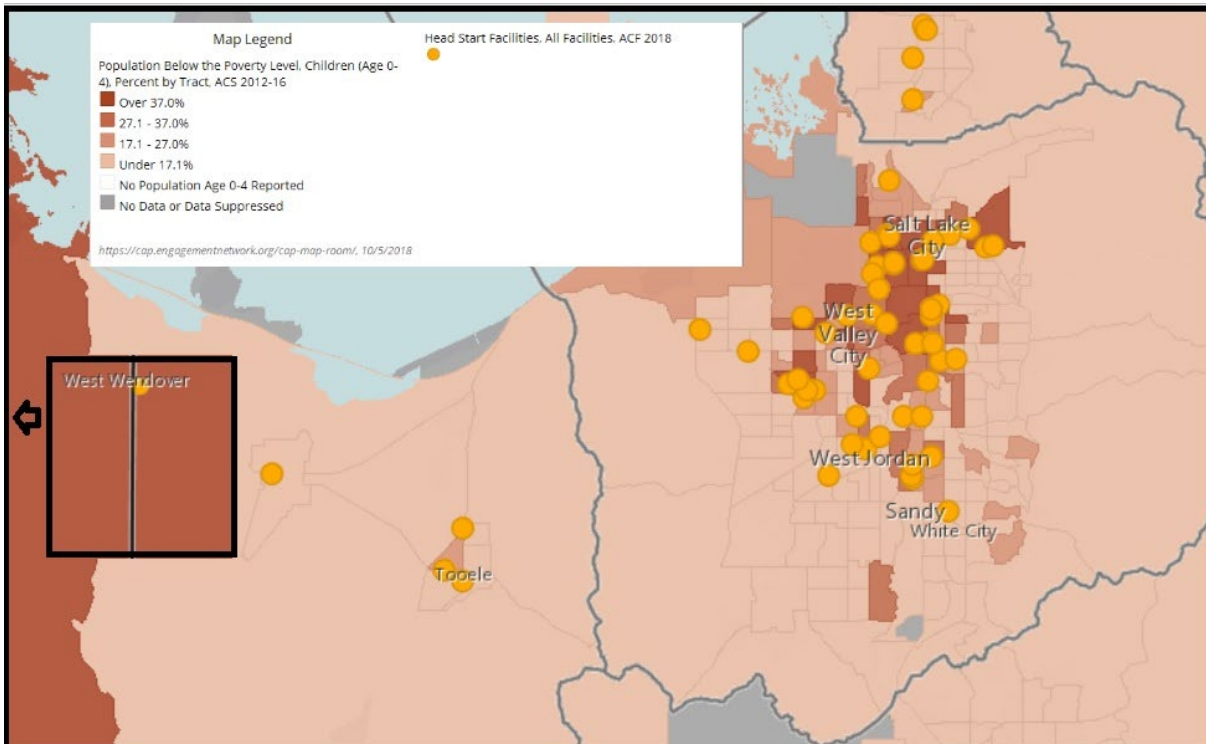 Map Legend
Population Below the Poverty Level, Children (Age 0-
4), Percent by Tract, ACS 2012-16
Over 37.0%
27.1 - 37.0%
17.1 - 27.0%
Under 17.1%
No Population Age 0-4 Reported
No Data or Data Suppressed
https://cap.engagementnetwork.org/cap-map-room/, 10/5/2018
Head Start Facilities, All Facilities, ACF 2018
Salt Lake
City
West
Valley
City
West Wendover
West Jordan
Sandy
White City
Tooele